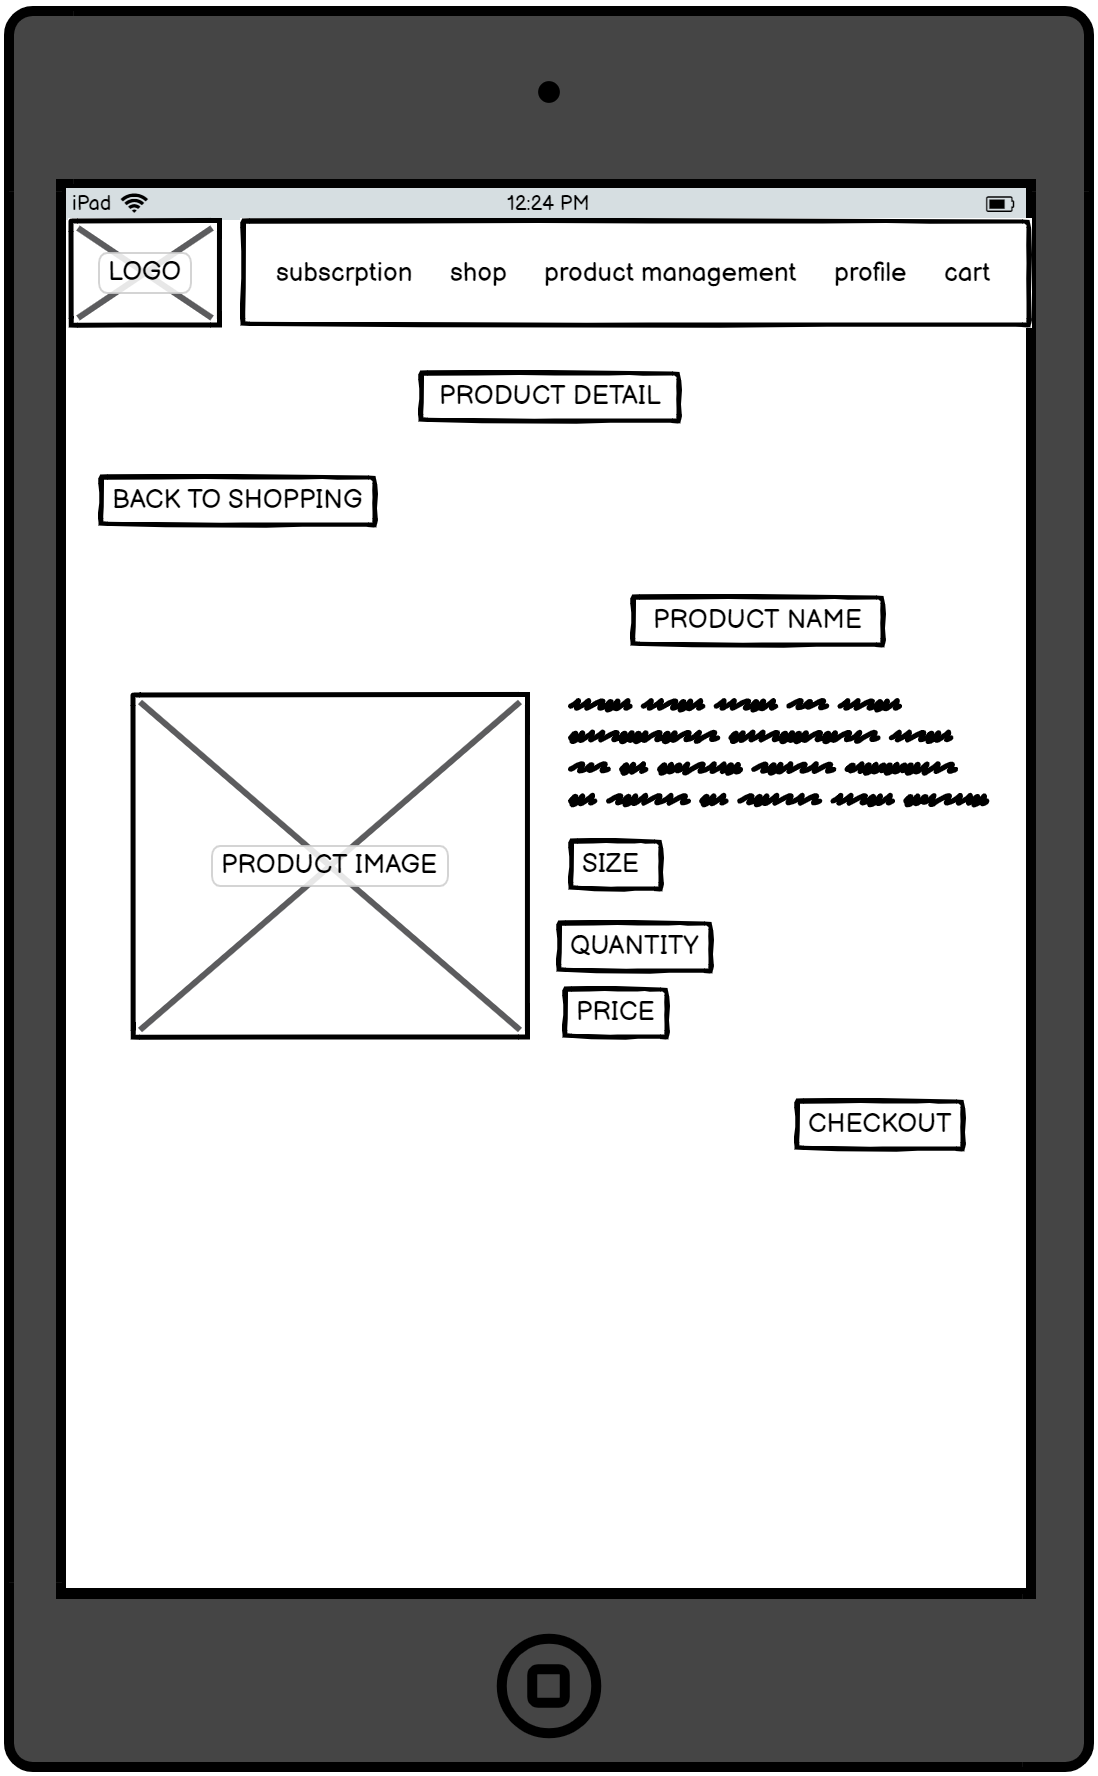 iPad 12:24 PM
LOGO subscrption shop product management profile cart
PRODUCT DETAIL
BACK TO SHOPPING
PRODUCT NAME
PRODUCT IMAGE
SIZE
QUANTITY
PRICE
CHECKOUT